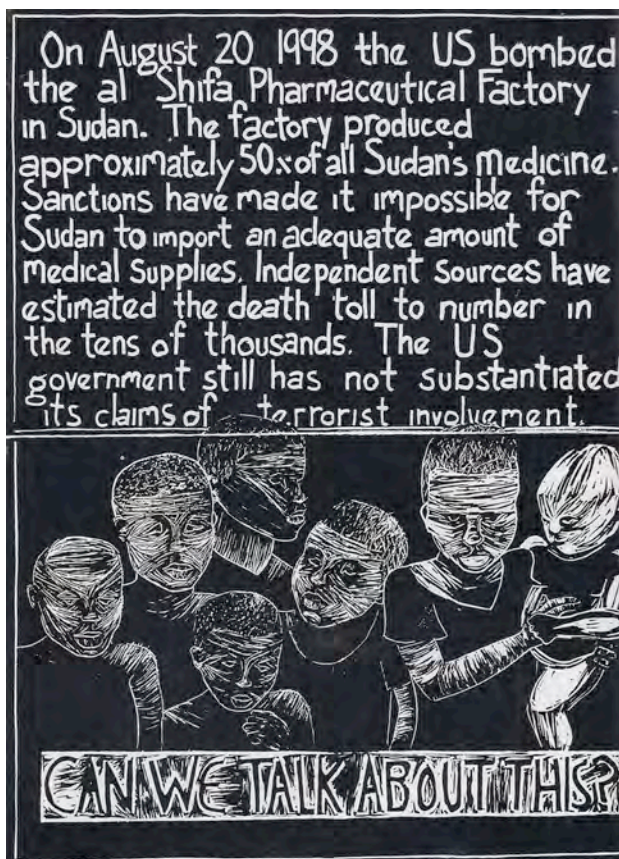 On August 20 1998 the US bombed
the al Shifa Pharmaceutical Factory
in Sudan. The factory produced
approximately 50% of all Sudan's medicine.
Sanctions have made it impossible for
Sudan to import an adequate amount of
medical supplies. Independent sources have
estimated the death toll to number in
the tens of thousands. The US
government still has not substantiated
its claims of terrorist involvement.
CAN WE TALK ABOUT THIS?